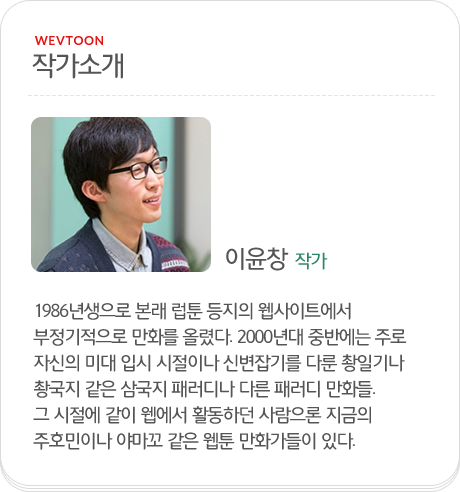 WEVTOON
작가소개
이윤창 작가
1986년생으로 본래 럽툰 등지의 웹사이트에서
부정기적으로 만화를 올렸다. 2000년대 중반에는 주로
자신의 미대 입시 시절이나 신변잡기를 다룬 촹일기나
촹국지 같은 삼국지 패러디나 다른 패러디 만화들.
그 시절에 같이 웹에서 활동하던 사람으론 지금의
주호민이나 야마꼬 같은 웹툰 만화가들이 있다.